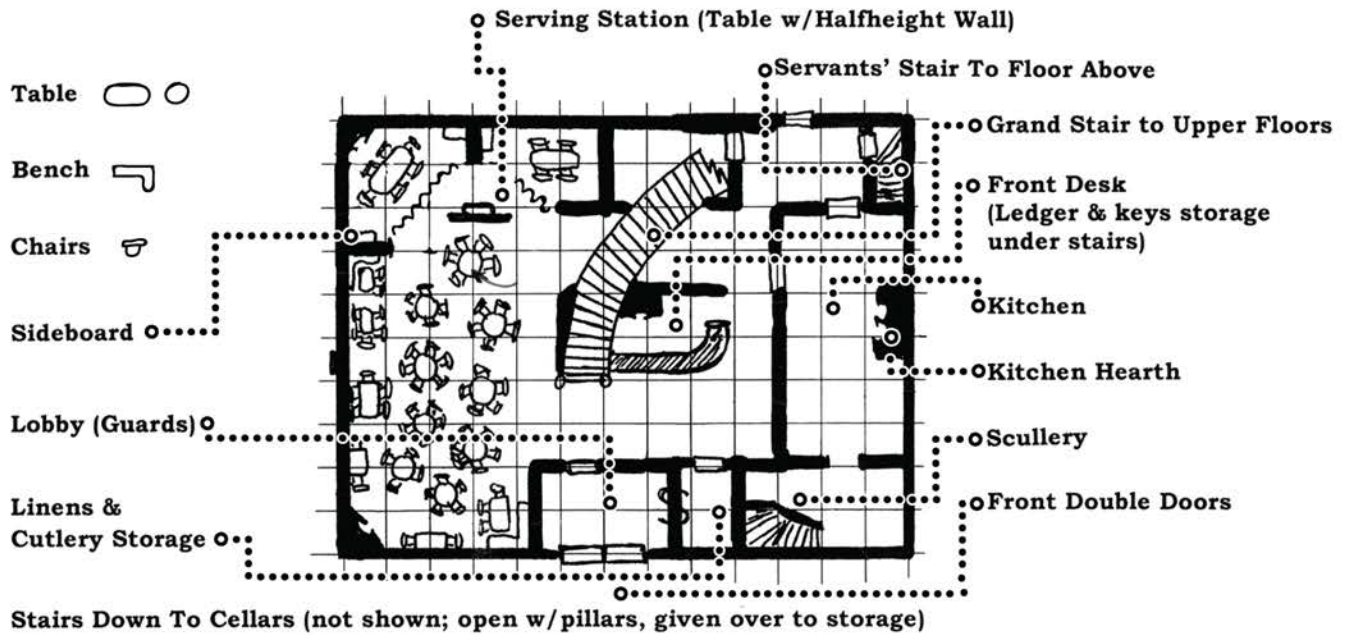 Serving Station (Table w/Halfheight Wall)
Servants' Stair To Floor Above
Table
Grand Stair to Upper Floors
Bench
Front Desk
(Ledger & keys storage
under stairs)
Chairs
Kitchen
Sideboard
Kitchen Hearth
Lobby (Guards)
Scullery
Linens &
Cutlery Storage
Front Double Doors
Stairs Down To Cellars (not shown; open w/pillars, given over to storage)